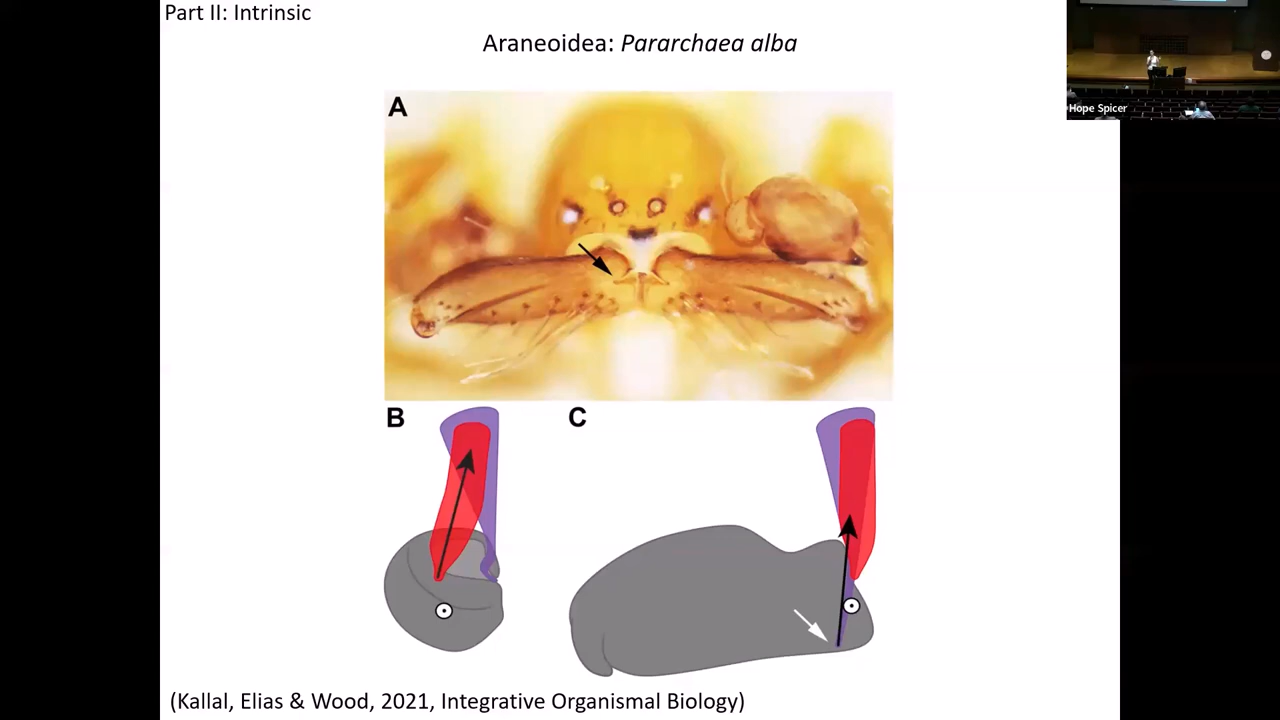 Part II: Intrinsic
Araneoidea: Pararchaea alba
Hope Spicer
A
B
C
(Kallal, Elias & Wood, 2021, Integrative Organismal Biology)